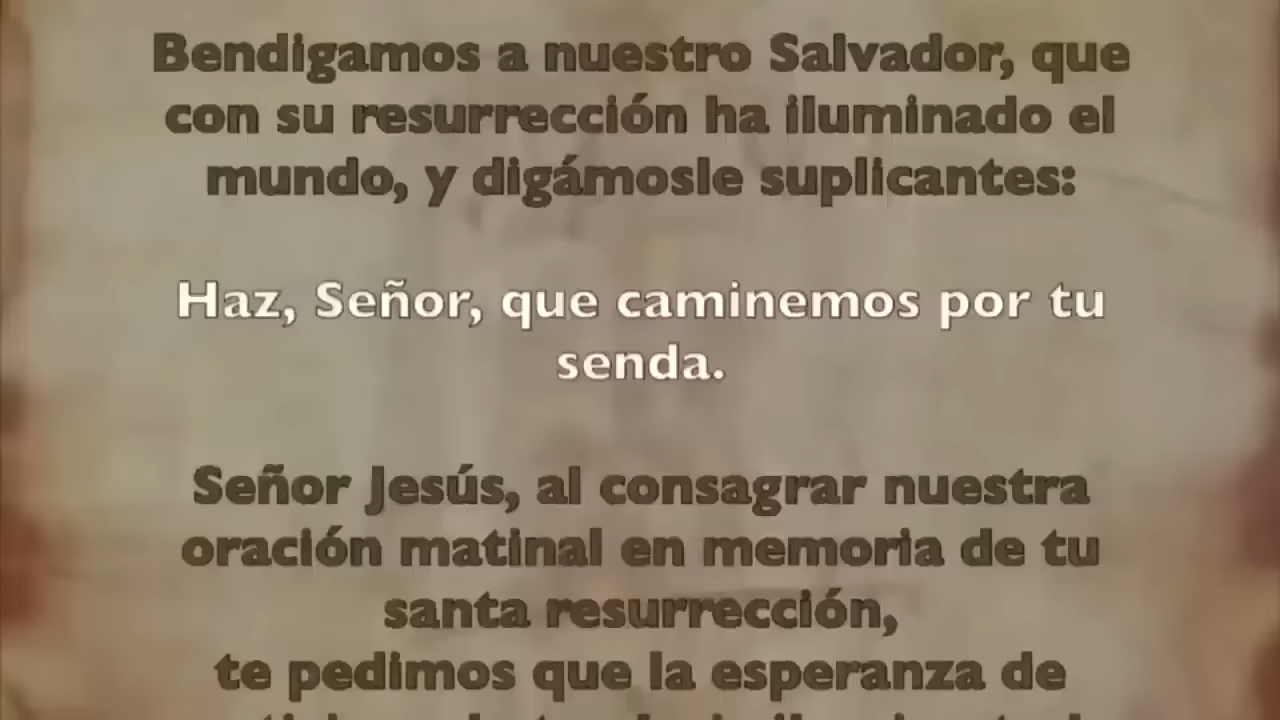 Bendigamos a nuestro Salvador, que
con su resurrección ha iluminado el
mundo, y digámosle suplicantes:
Haz, Señor, que caminemos por tu
senda.
Señor Jesús, al consagrar nuestra
oración matinal en memoria de tu
santa resurrección,
te pedimos que la esperanza de